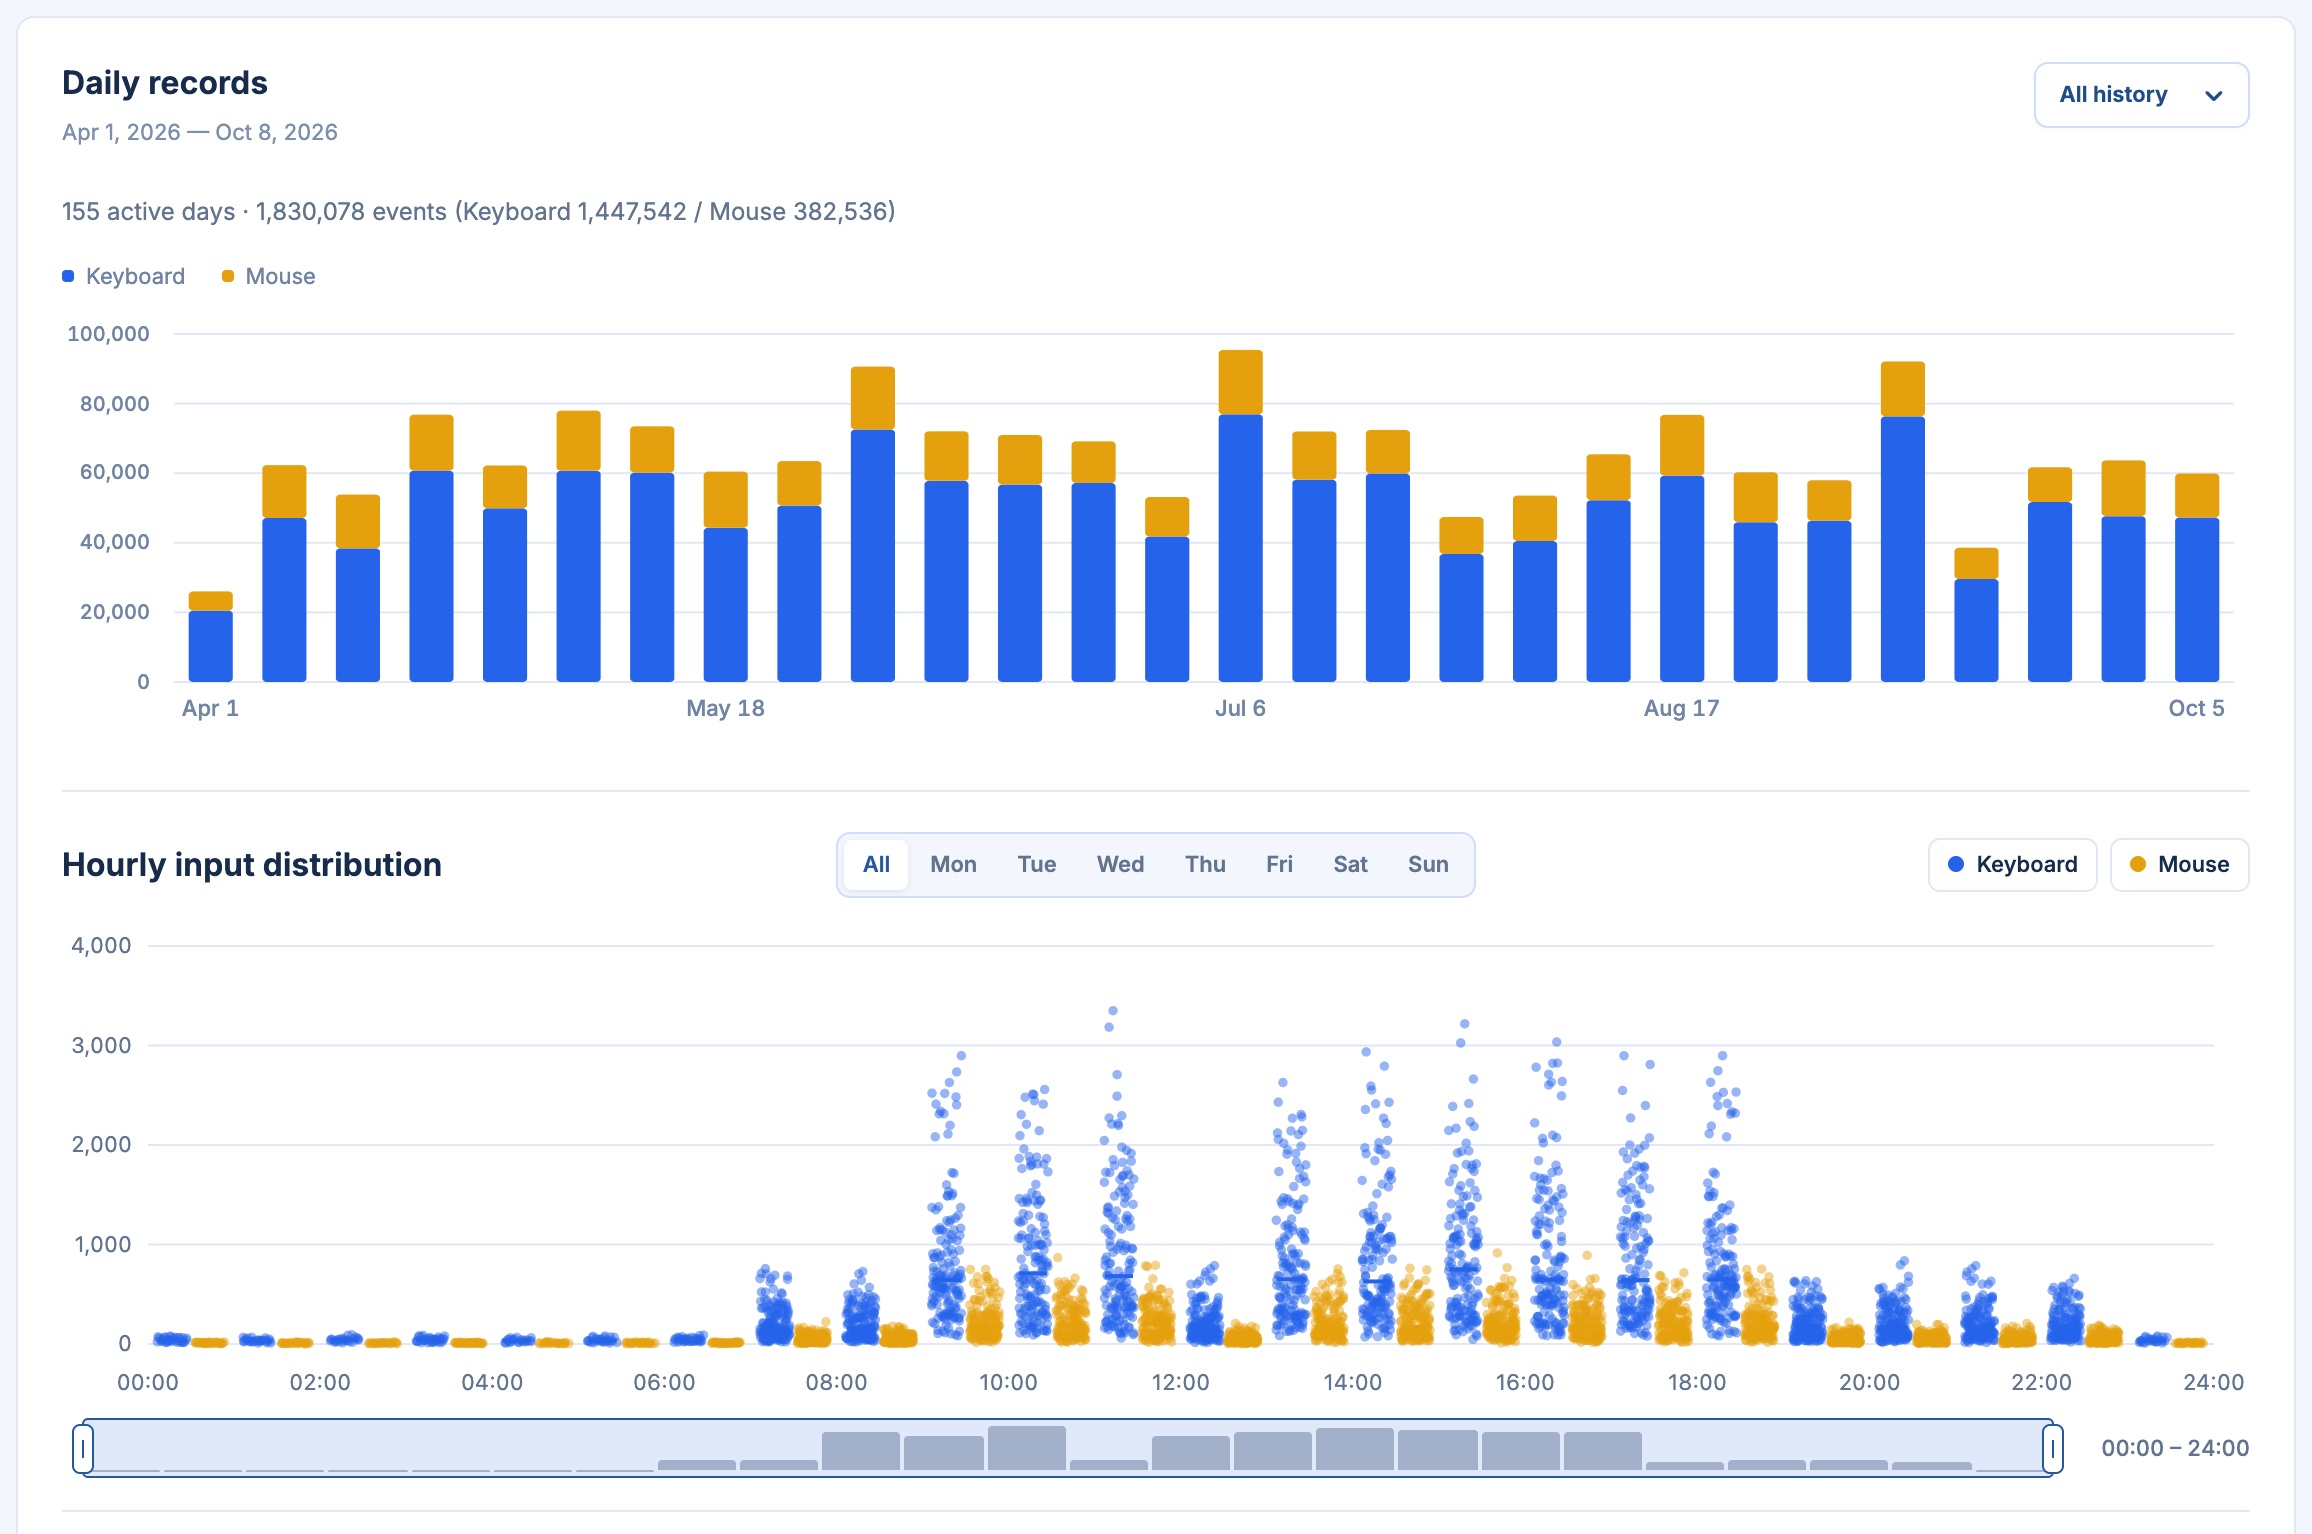 Daily records
All history
Apr 1, 2026 — Oct 8, 2026
155 active days · 1,830,078 events (Keyboard 1,447,542 / Mouse 382,536)
Keyboard Mouse
100,000
80,000
60,000
40,000
20,000
0
Apr 1 May 18 Jul 6 Aug 17 Oct 5
Hourly input distribution
All Mon Tue Wed Thu Fri Sat Sun
Keyboard Mouse
4,000
3,000
2,000
1,000
0
00:00 02:00 04:00 06:00 08:00 10:00 12:00 14:00 16:00 18:00 20:00 22:00 24:00
00:00 – 24:00